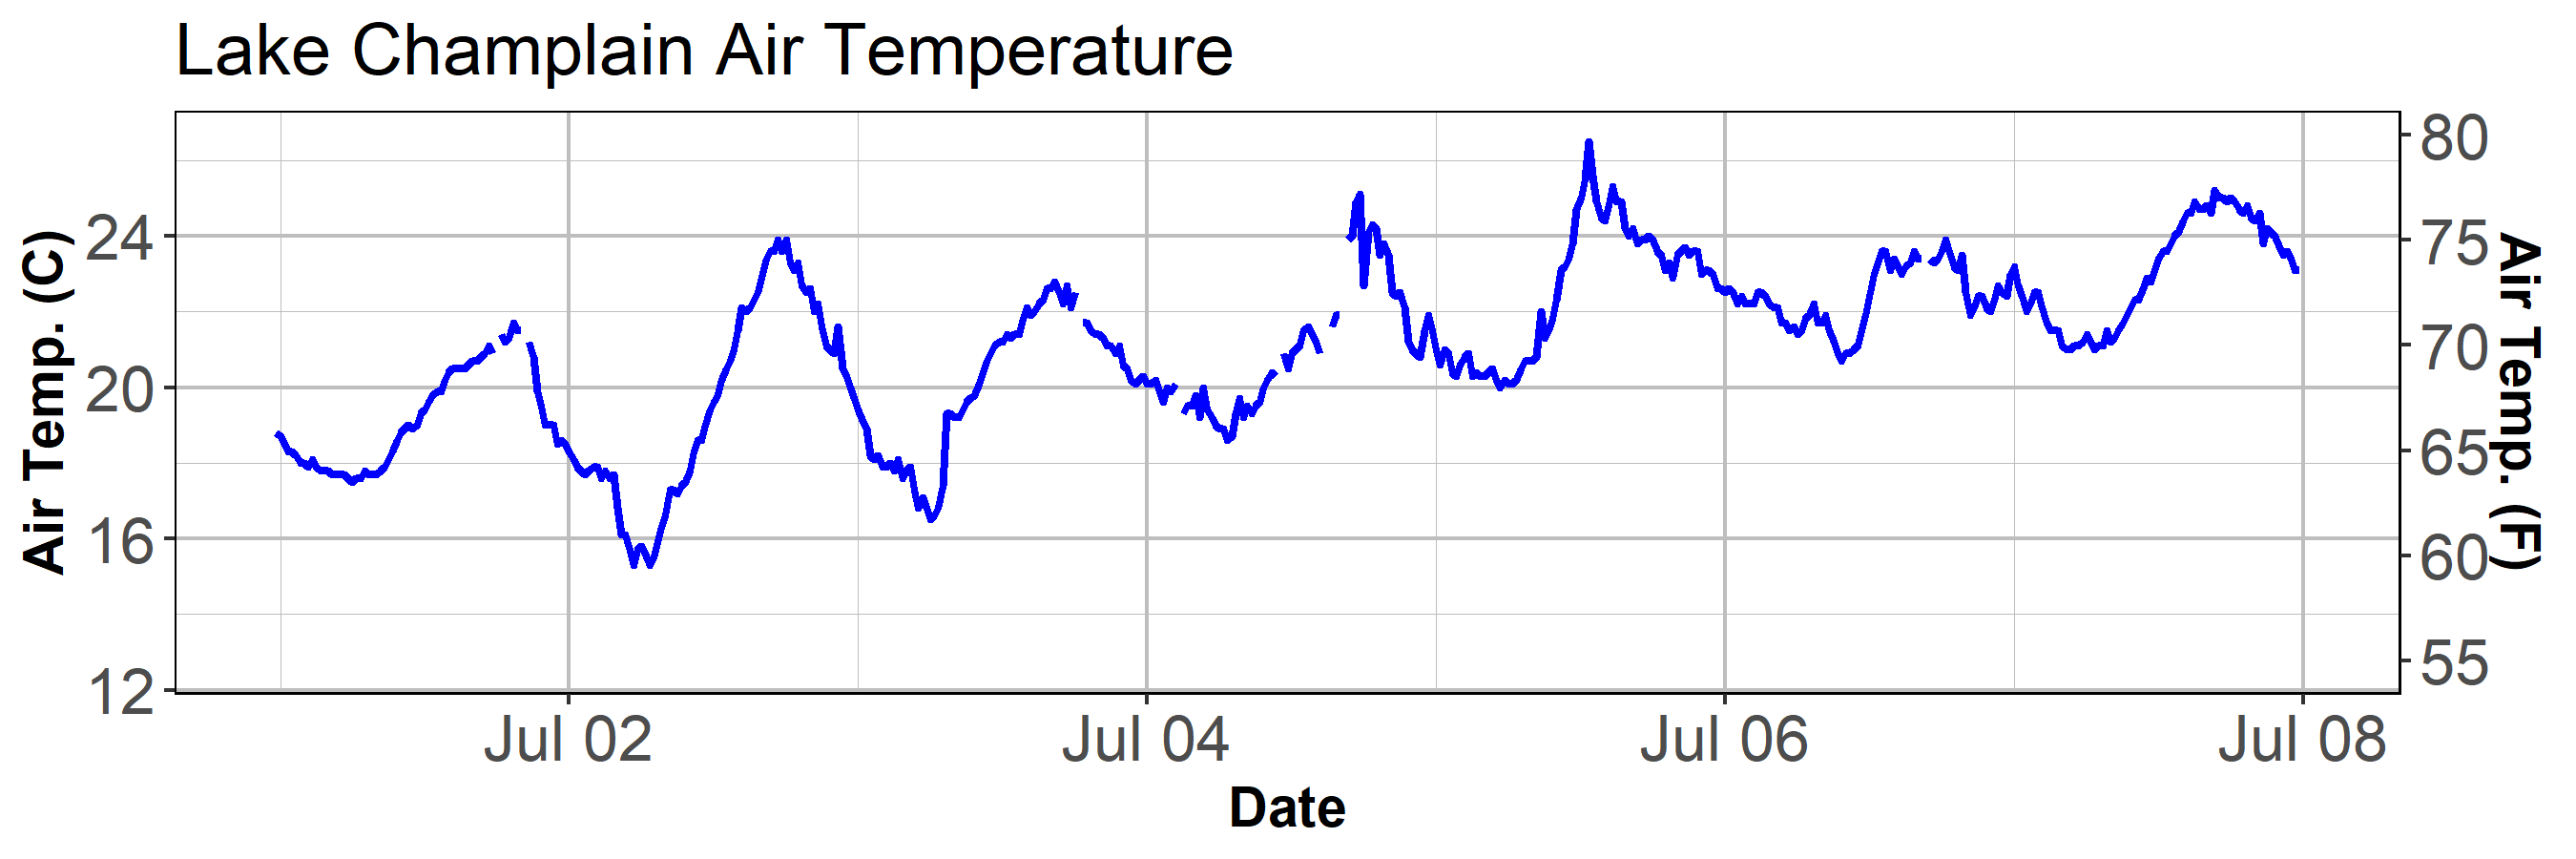 Lake Champlain Air Temperature
Air Temp. (C)
24
20
16
12
80
75
70
65
60
55
Air Temp. (F)
Jul 02 Jul 04 Jul 06 Jul 08
Date